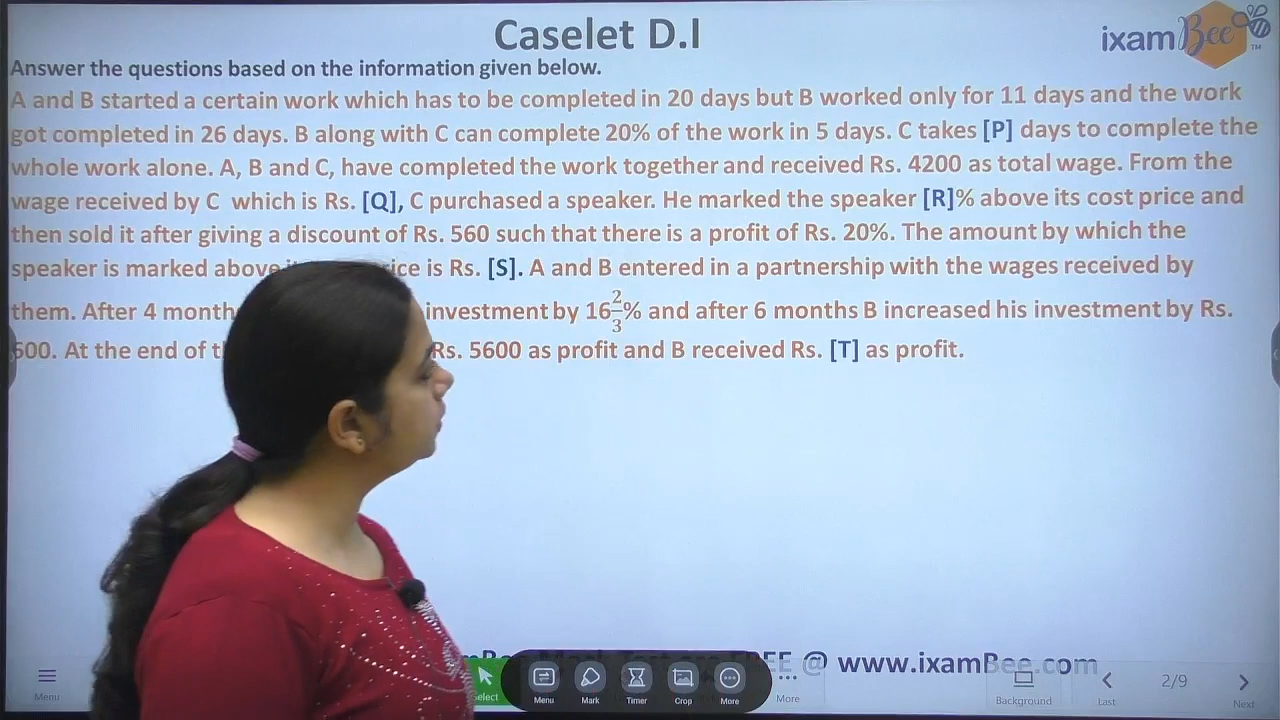 Caselet D.I
ixamBee
TM
Answer the questions based on the information given below.
A and B started a certain work which has to be completed in 20 days but B worked only for 11 days and the work
got completed in 26 days. B along with C can complete 20% of the work in 5 days. C takes [P] days to complete the
whole work alone. A, B and C, have completed the work together and received Rs. 4200 as total wage. From the
wage received by C which is Rs. [Q], C purchased a speaker. He marked the speaker [R]% above its cost price and
then sold it after giving a discount of Rs. 560 such that there is a profit of Rs. 20%. The amount by which the
speaker is marked above is Rs. [S]. A and B entered in a partnership with the wages received by
them. After 4 month investment by 16 2/3% and after 6 months B increased his investment by Rs.
600. At the end of Rs. 5600 as profit and B received Rs. [T] as profit.
@ www.ixamBee.com
Menu
Select
Menu
Mark
Timer
Crop
More
More
Background
Last
2/9
Next